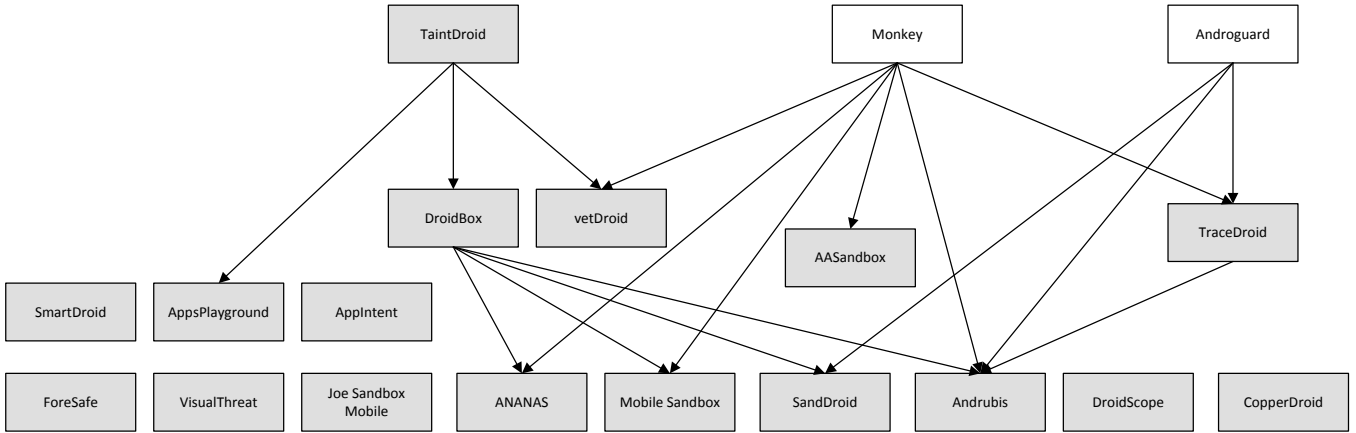 TaintDroid
Monkey
Androguard
DroidBox
vetDroid
TraceDroid
AASandbox
SmartDroid
AppsPlayground
AppIntent
ForeSafe
VisualThreat
Joe Sandbox
Mobile
ANANAS
Mobile Sandbox
SandDroid
Andrubis
DroidScope
CopperDroid